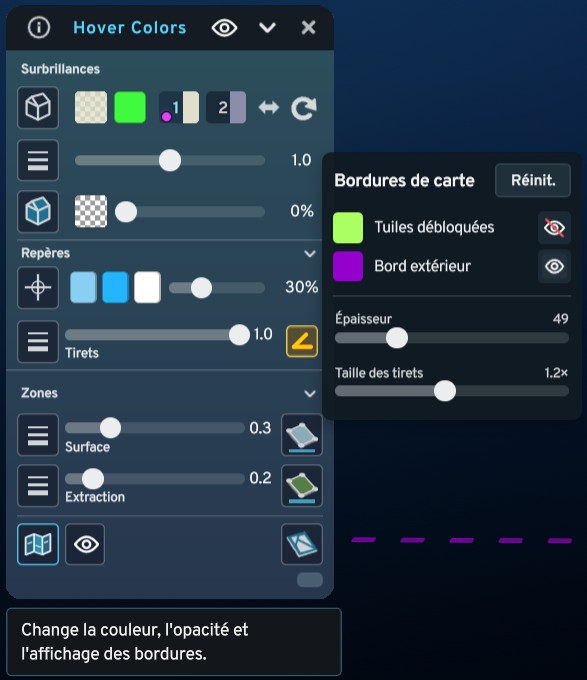 Hover Colors
Surbrillances
1
2
1.0
0%
Repères
30%
1.0
Tirets
Zones
0.3
Surface
0.2
Extraction
Bordures de carte
Réinit.
Tuiles débloquées
Bord extérieur
Épaisseur
49
Taille des tirets
1.2×
Change la couleur, l'opacité et
l'affichage des bordures.